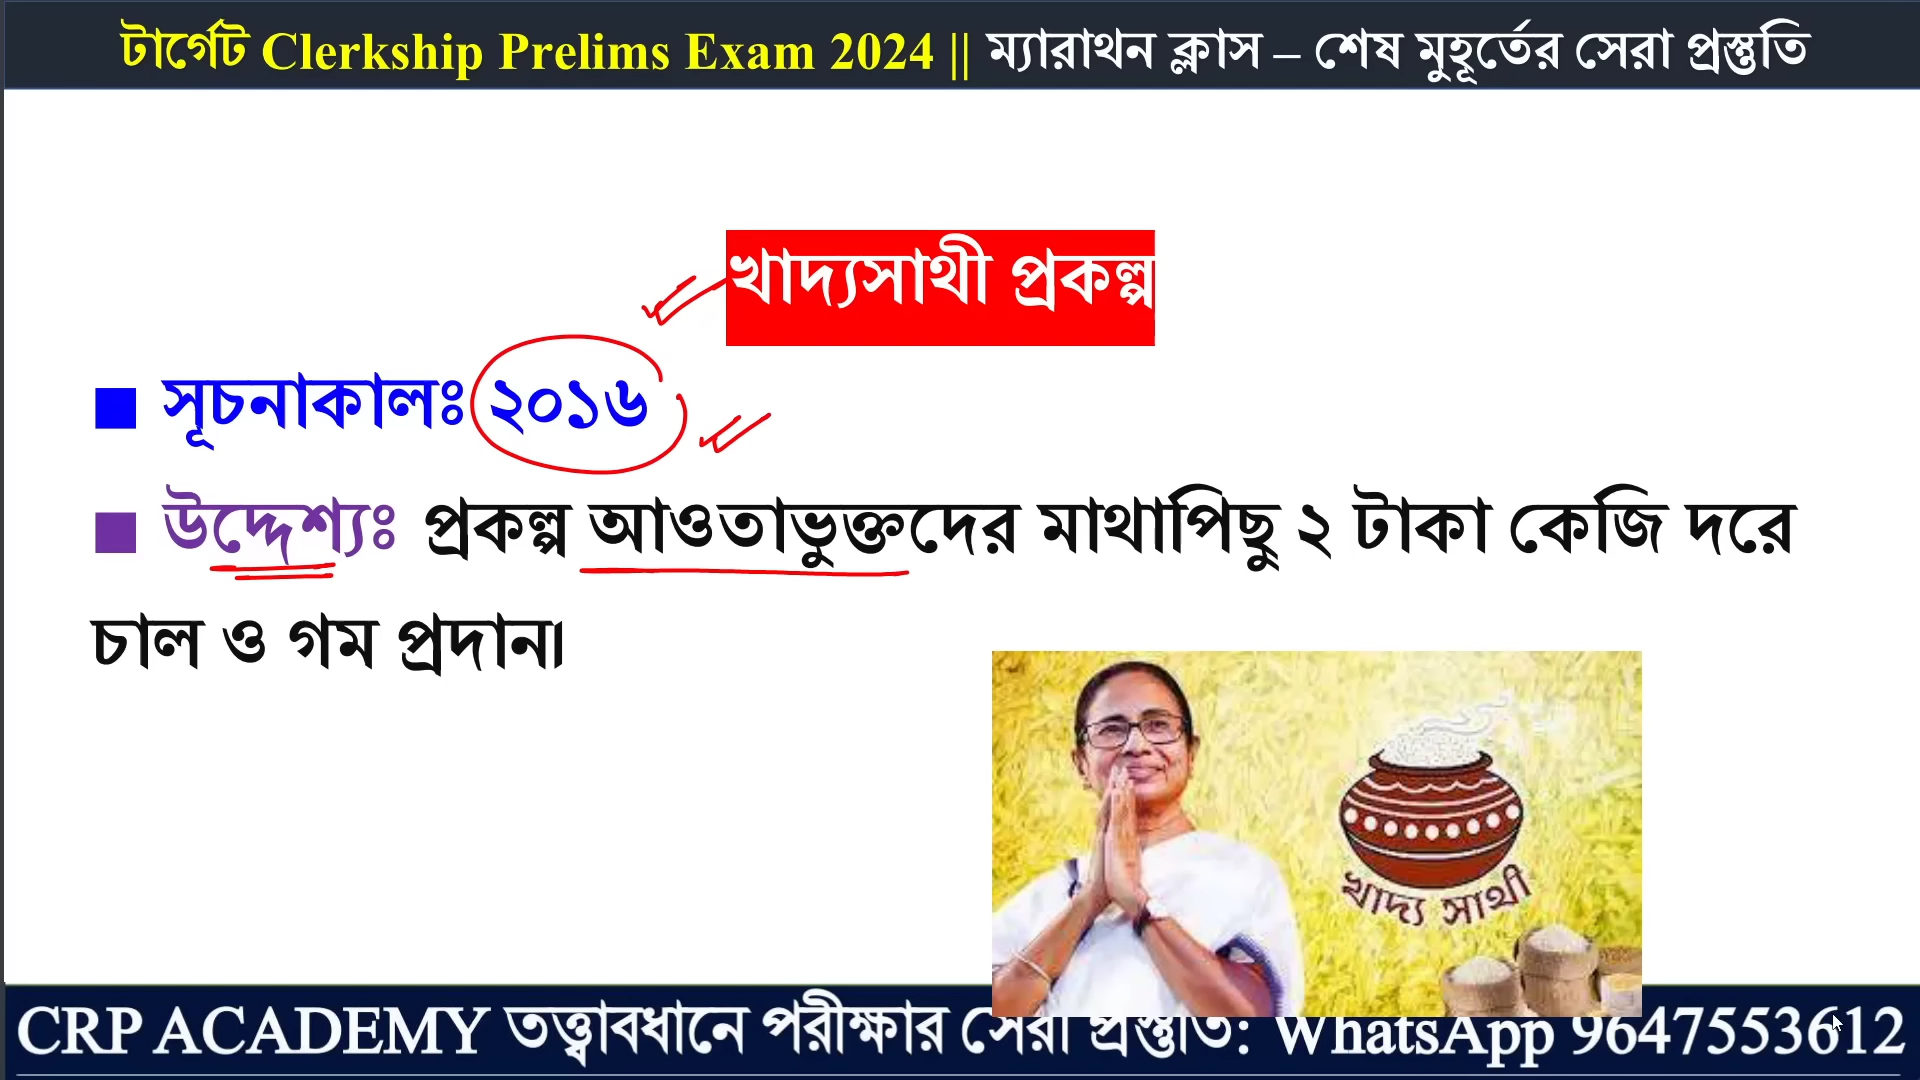 টার্গেট Clerkship Prelims Exam 2024 || ম্যারাথন ক্লাস – শেষ মুহূর্তের সেরা প্রস্তুতি
খাদ্যসাথী প্রকল্প
সূচনাকালঃ ২০১৬
উদ্দেশ্যঃ প্রকল্প আওতাভুক্তদের মাথাপিছু ২ টাকা কেজি দরে
চাল ও গম প্রদান।
খাদ্য সাথী
CRP ACADEMY তত্ত্বাবধানে পরীক্ষার সেরা প্রস্তুতি: WhatsApp 9647553612